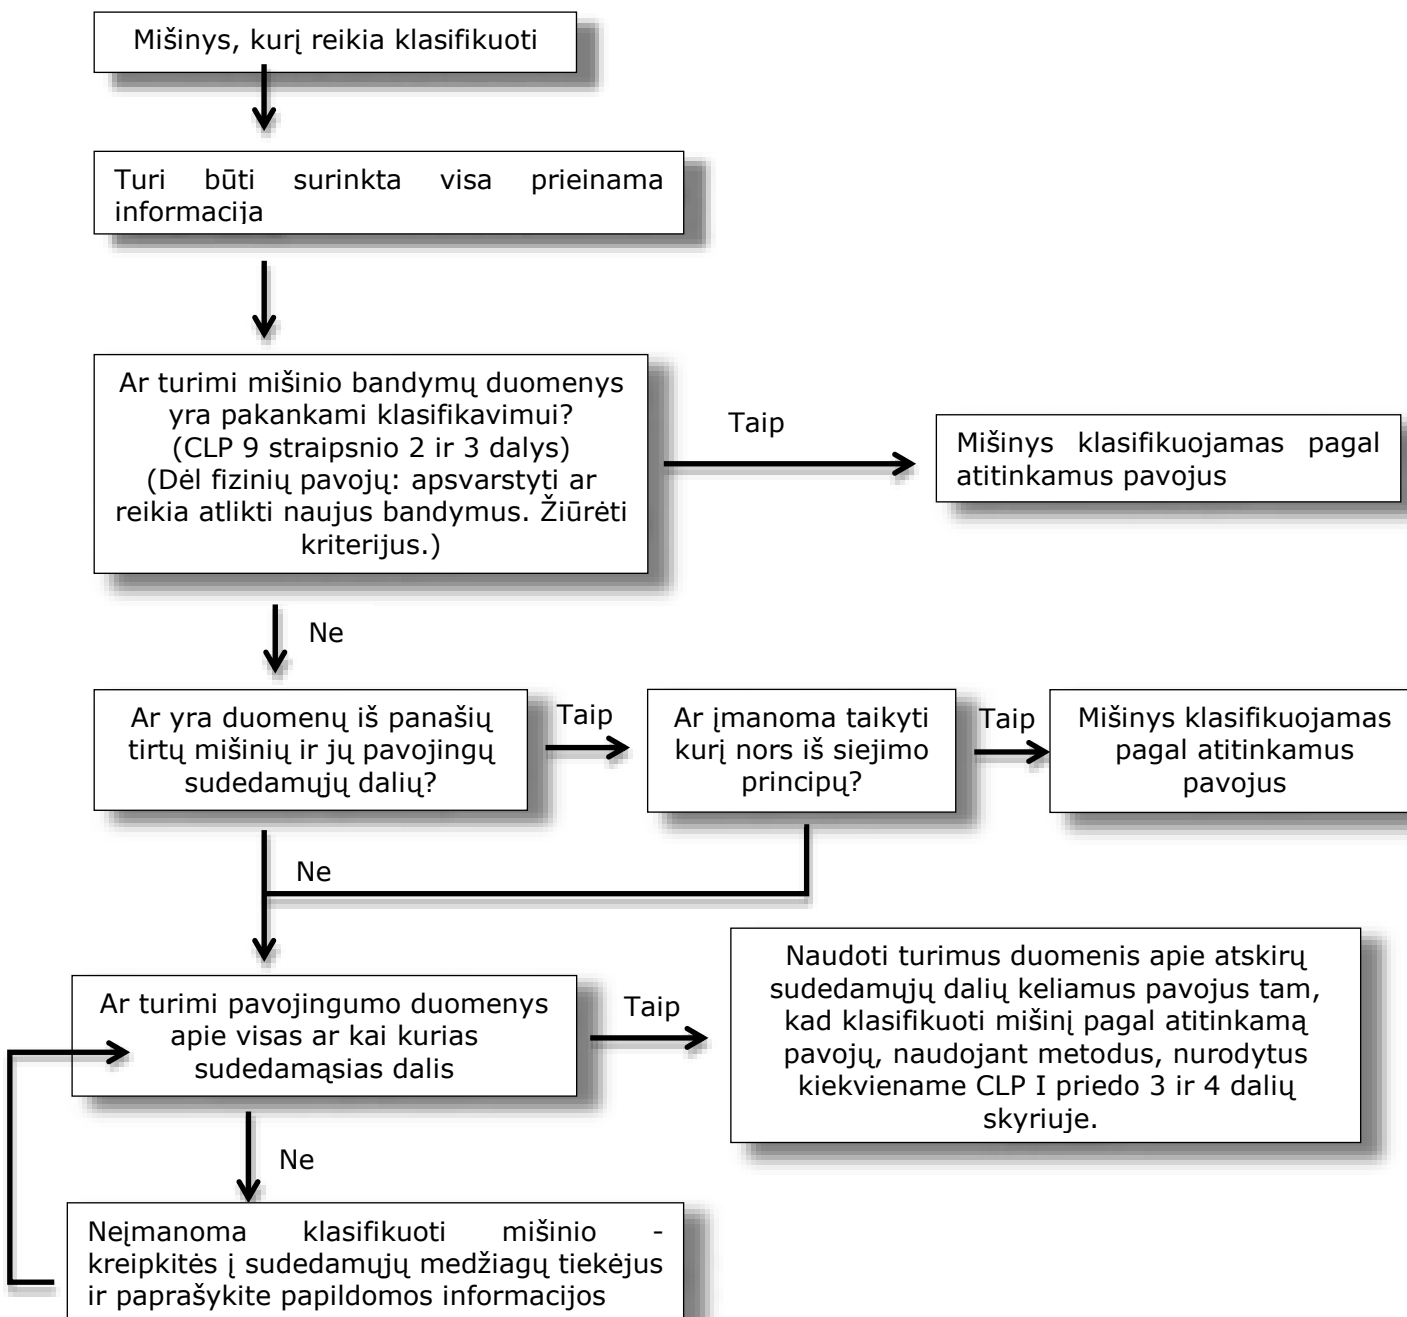 Mišinys, kurį reikia klasifikuoti
Turi būti surinkta visa prieinama
informacija
Ar turimi mišinio bandymų duomenys
yra pakankami klasifikavimui?
(CLP 9 straipsnio 2 ir 3 dalys)
(Dėl fizinių pavojų: apsvarstyti ar
reikia atlikti naujus bandymus. Žiūrėti
kriterijus.)
Taip
Mišinys klasifikuojamas pagal
atitinkamus pavojus
Ne
Ar yra duomenų iš panašių
tirtų mišinių ir jų pavojingų
sudedamųjų dalių?
Taip
Ar įmanoma taikyti
kurį nors iš siejimo
principų?
Taip
Mišinys klasifikuojamas
pagal atitinkamus
pavojus
Ne
Ar turimi pavojingumo duomenys
apie visas ar kai kurias
sudedamąsias dalis
Taip
Naudoti turimus duomenis apie atskirų
sudedamųjų dalių keliamus pavojus tam,
kad klasifikuoti mišinį pagal atitinkamą
pavojų, naudojant metodus, nurodytus
kiekviename CLP I priedo 3 ir 4 dalių
skyriuje.
Ne
Neįmanoma klasifikuoti mišinio -
kreipkitės į sudedamųjų medžiagų tiekėjus
ir paprašykite papildomos informacijos